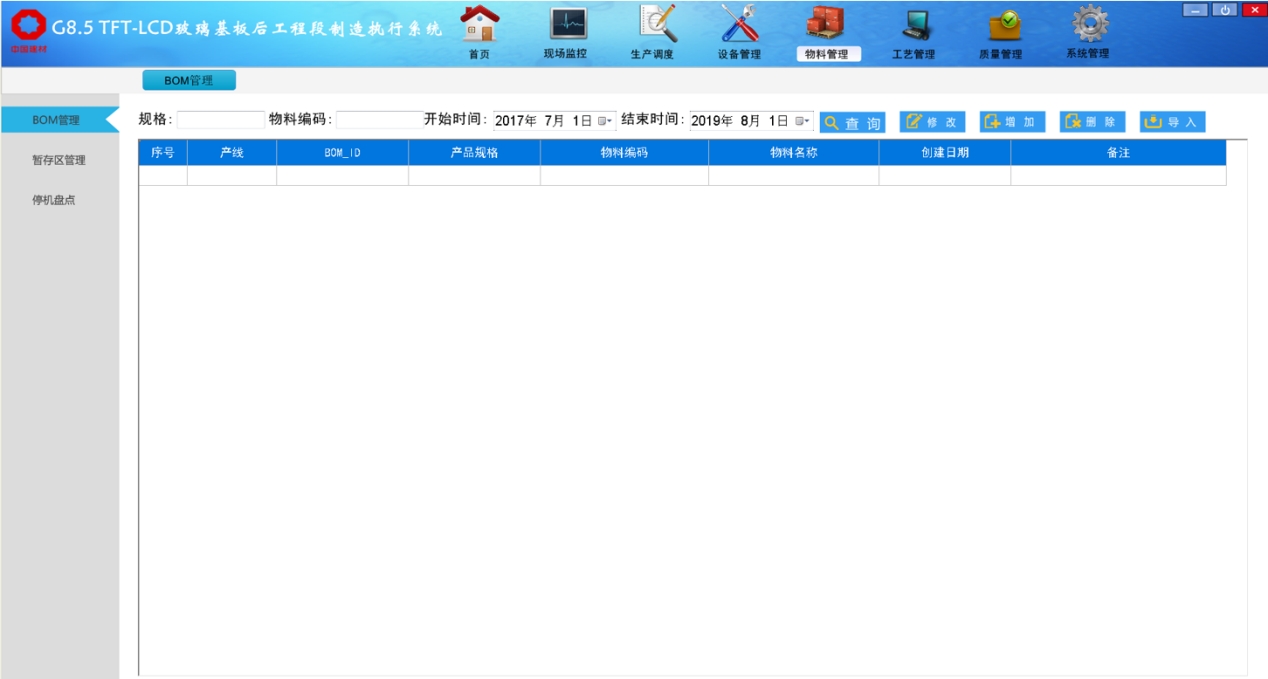 G8.5 TFT-LCD玻璃基板后工程段制造执行系统
中国建材
首页 现场监控 生产调度 设备管理 物料管理 工艺管理 质量管理 系统管理
BOM管理
BOM管理
暂存区管理
停机盘点
规格: 物料编码: 开始时间: 2017年 7月 1日 结束时间: 2019年 8月 1日 查 询 修 改 增 加 删 除 导 入
序号 产线 BOM_ID 产品规格 物料编码 物料名称 创建日期 备注